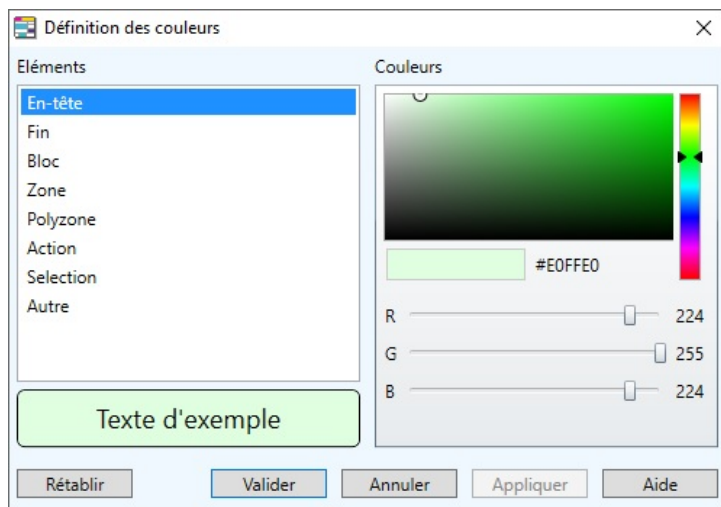 Définition des couleurs
Eléments
Couleurs
En-tête
Fin
Bloc
Zone
Polyzone
Action
Selection
Autre
#E0FFE0
R 224
G 255
B 224
Texte d'exemple
Rétablir Valider Annuler Appliquer Aide